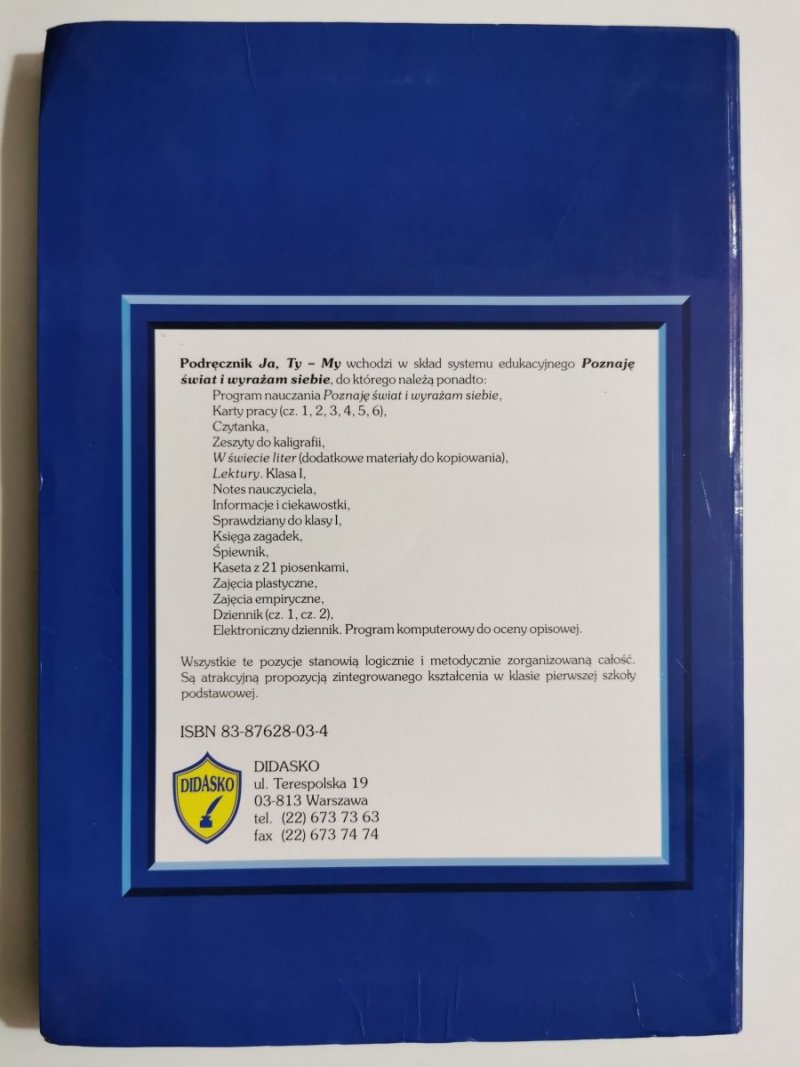 Podręcznik Ja, Ty – My wchodzi w skład systemu edukacyjnego Poznaję
świat i wyrażam siebie, do którego należą ponadto:
Program nauczania Poznaję świat i wyrażam siebie,
Karty pracy (cz. 1, 2, 3, 4, 5, 6),
Czytanka,
Zeszyty do kaligrafii,
W świecie liter (dodatkowe materiały do kopiowania),
Lektury. Klasa I,
Notes nauczyciela,
Informacje i ciekawostki,
Sprawdziany do klasy I,
Księga zagadek,
Śpiewnik,
Kaseta z 21 piosenkami,
Zajęcia plastyczne,
Zajęcia empiryczne,
Dziennik (cz. 1, cz. 2),
Elektroniczny dziennik. Program komputerowy do oceny opisowej.
Wszystkie te pozycje stanowią logicznie i metodycznie zorganizowaną całość.
Są atrakcyjną propozycją zintegrowanego kształcenia w klasie pierwszej szkoły
podstawowej.
ISBN 83-87628-03-4
DIDASKO
DIDASKO
ul. Terespolska 19
03-813 Warszawa
tel. (22) 673 73 63
fax (22) 673 74 74